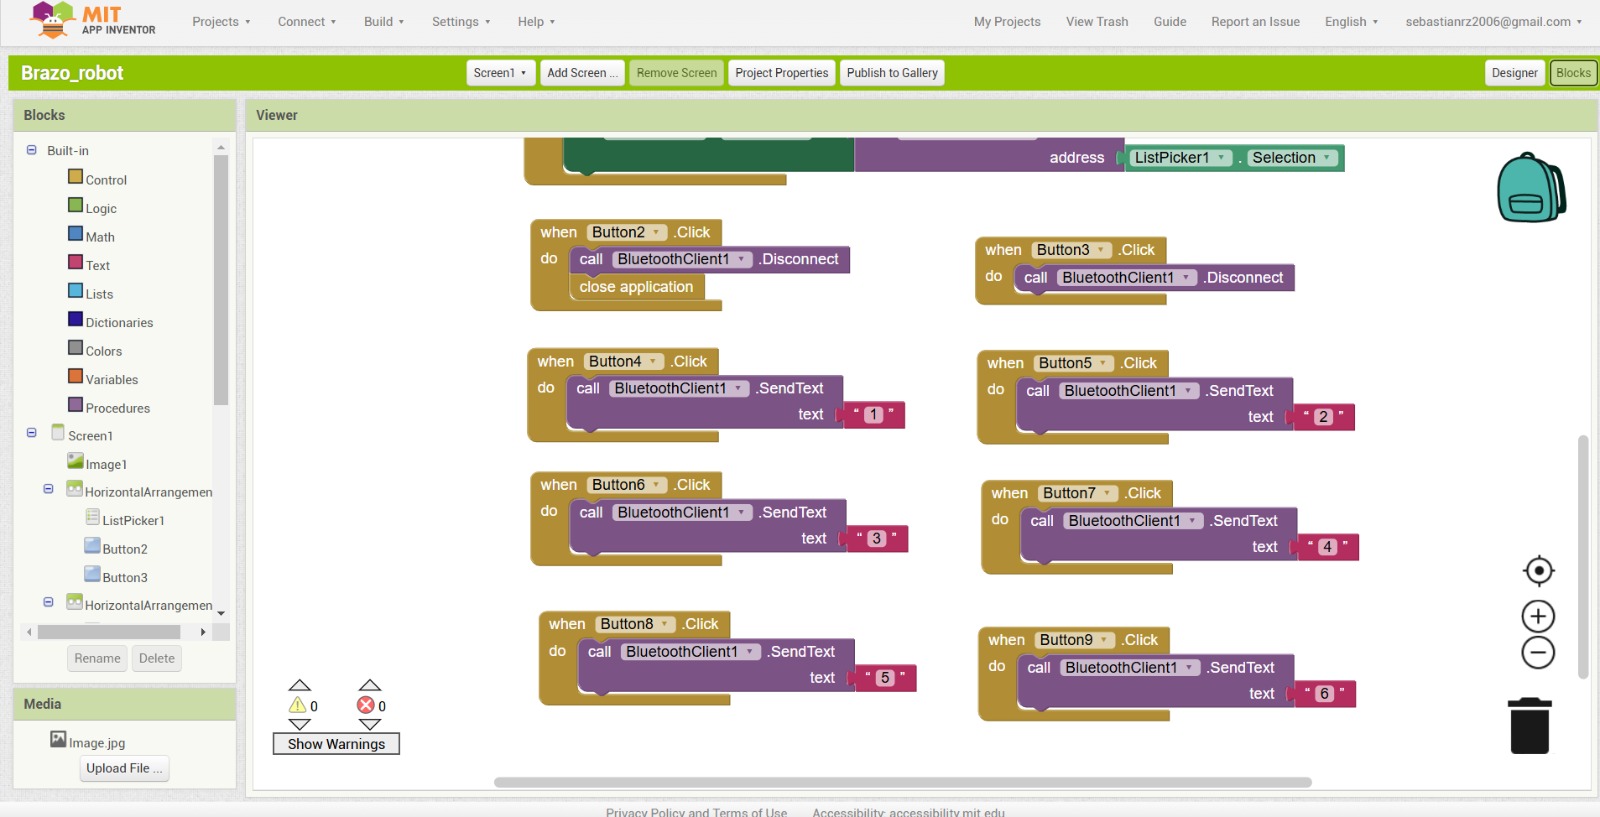 MIT
APP INVENTOR
Projects Connect Build Settings Help My Projects View Trash Guide Report an Issue English sebastianrz2006@gmail.com
Brazo_robot
Screen1 Add Screen ... Remove Screen Project Properties Publish to Gallery Designer Blocks
Blocks
Built-in
Control
Logic
Math
Text
Lists
Dictionaries
Colors
Variables
Procedures
Screen1
Image1
HorizontalArrangemen
ListPicker1
Button2
Button3
HorizontalArrangemen
Rename Delete
Media
Image.jpg
Upload File ...
Viewer
address ListPicker1 . Selection
when Button2 .Click
do call BluetoothClient1 .Disconnect
close application
when Button3 .Click
do call BluetoothClient1 .Disconnect
when Button4 .Click
do call BluetoothClient1 .SendText
text “ 1 ”
when Button5 .Click
do call BluetoothClient1 .SendText
text “ 2 ”
when Button6 .Click
do call BluetoothClient1 .SendText
text “ 3 ”
when Button7 .Click
do call BluetoothClient1 .SendText
text “ 4 ”
when Button8 .Click
do call BluetoothClient1 .SendText
text “ 5 ”
when Button9 .Click
do call BluetoothClient1 .SendText
text “ 6 ”
0 0
Show Warnings
Privacy Policy and Terms of Use Accessibility: accessibility.mit.edu